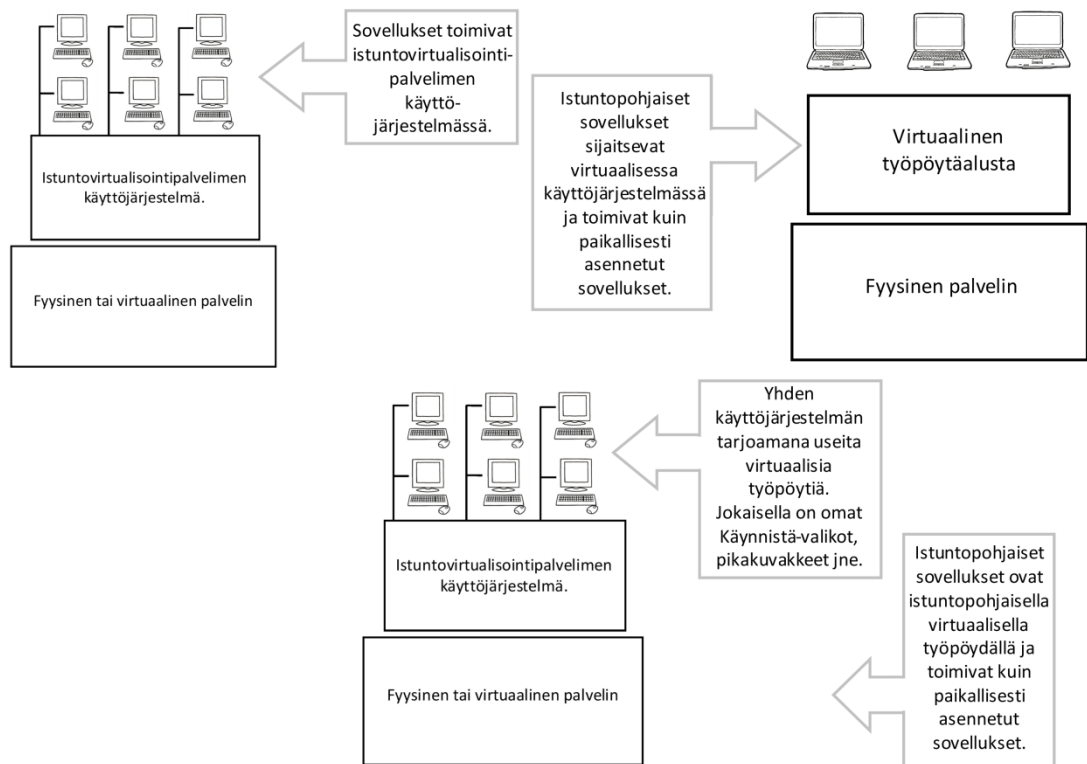 Sovellukset toimivat
istuntovirtualisointi-
palvelimen
käyttö-
järjestelmässä.
Istuntovirtualisointipalvelimen
käyttöjärjestelmä.
Fyysinen tai virtuaalinen palvelin
Istuntopohjaiset
sovellukset
sijaitsevat
virtuaalisessa
käyttöjärjestelmässä
ja toimivat kuin
paikallisesti
asennetut
sovellukset.
Virtuaalinen
työpöytäalusta
Fyysinen palvelin
Yhden
käyttöjärjestelmän
tarjoamana useita
virtuaalisia
työpöytiä.
Jokaisella on omat
Käynnistä-valikot,
pikakuvakkeet jne.
Istuntovirtualisointipalvelimen
käyttöjärjestelmä.
Fyysinen tai virtuaalinen palvelin
Istuntopohjaiset
sovellukset ovat
istuntopohjaisella
virtuaalisella
työpöydällä ja
toimivat kuin
paikallisesti
asennetut
sovellukset.